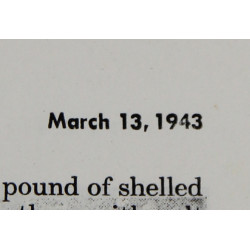 March 13, 1943
pound of shelled